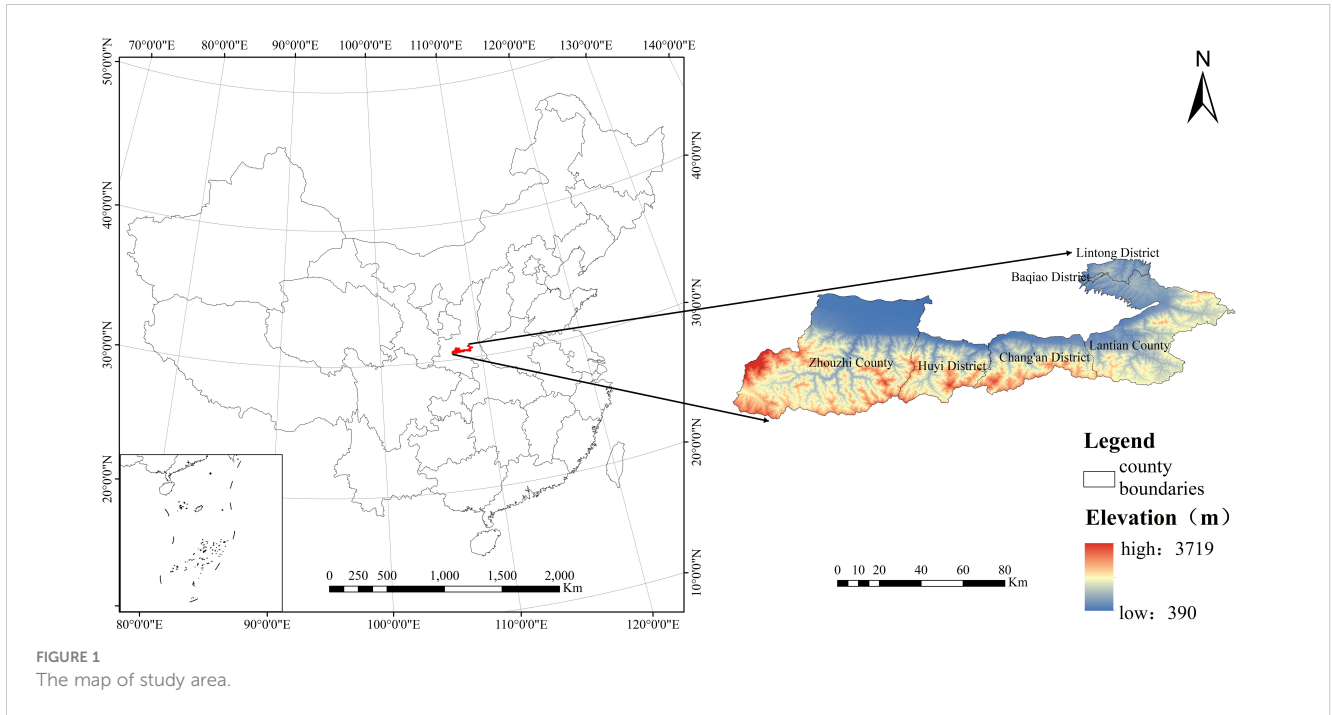 70°0'0"E 80°0'0"E 90°0'0"E 100°0'0"E 110°0'0"E 120°0'0"E 130°0'0"E 140°0'0"E
50°0'0"N
40°0'0"N
30°0'0"N
20°0'0"N
40°0'0"N
30°0'0"N
20°0'0"N
10°0'0"N
0 250 500 1,000 1,500 2,000
Km
80°0'0"E 90°0'0"E 100°0'0"E 110°0'0"E 120°0'0"E
N
Lintong District
Baqiao District
Lantian County
Chang'an District
Zhouzhi County
Huyi District
Legend
county
boundaries
Elevation（m）
high：3719
low：390
0 10 20 40 60 80
Km
FIGURE 1
The map of study area.